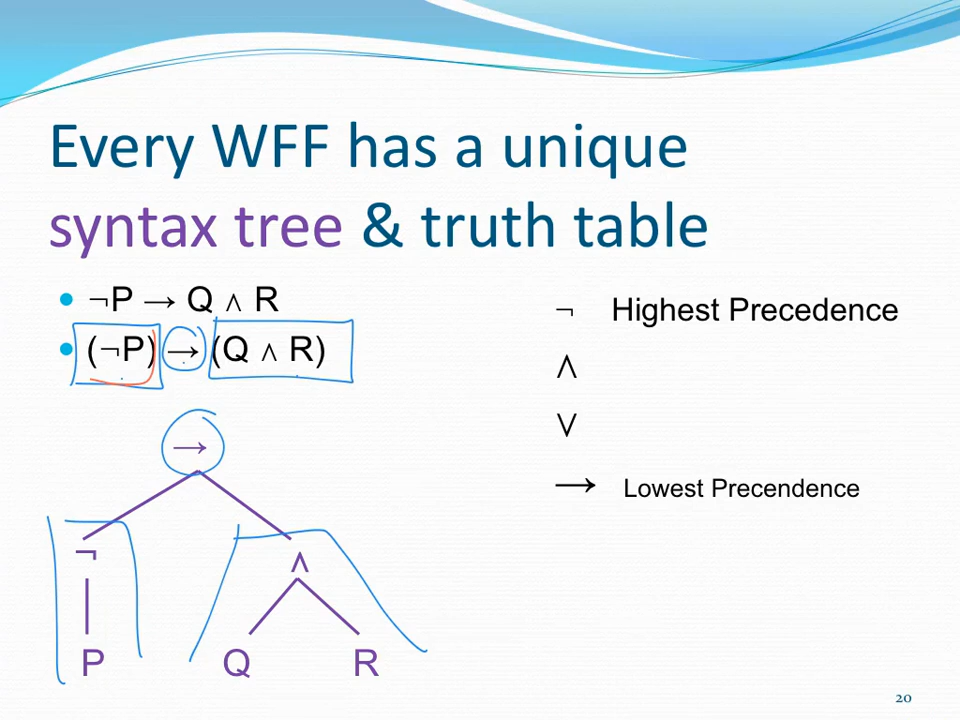 Every WFF has a unique
syntax tree & truth table
• ¬P → Q ∧ R
• (¬P) → (Q ∧ R)
→
¬ ∧
P Q R
¬ Highest Precedence
∧
∨
→ Lowest Precendence
20